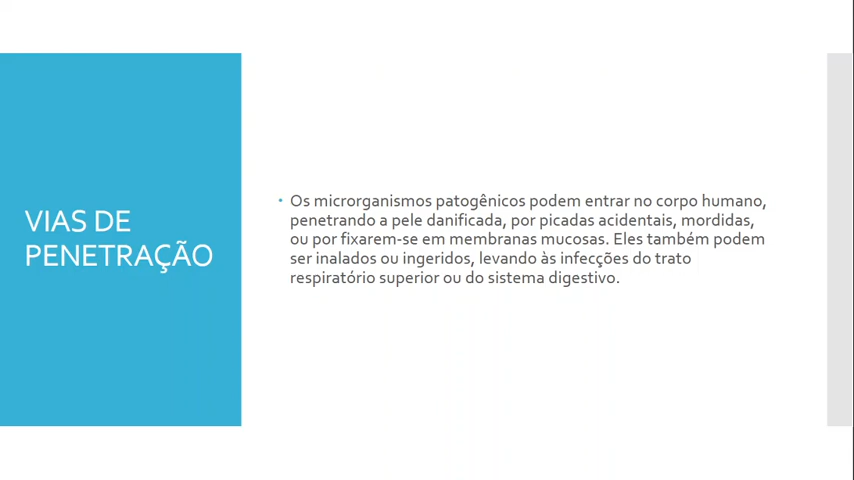 VIAS DE
PENETRAÇÃO
• Os microrganismos patogênicos podem entrar no corpo humano,
penetrando a pele danificada, por picadas acidentais, mordidas,
ou por fixarem-se em membranas mucosas. Eles também podem
ser inalados ou ingeridos, levando às infecções do trato
respiratório superior ou do sistema digestivo.